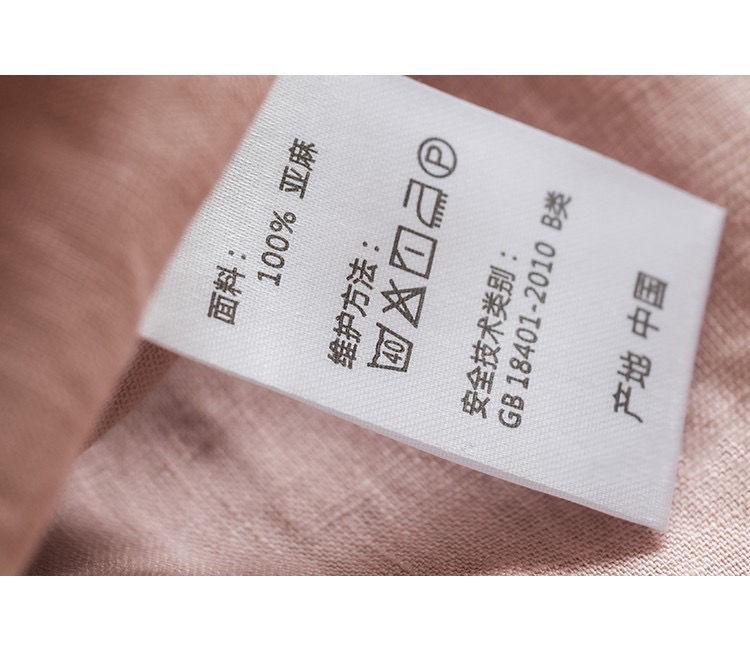 面料：
100% 亚麻
维护方法：
40 P
安全技术类别：
GB 18401-2010 B类
产地 中国